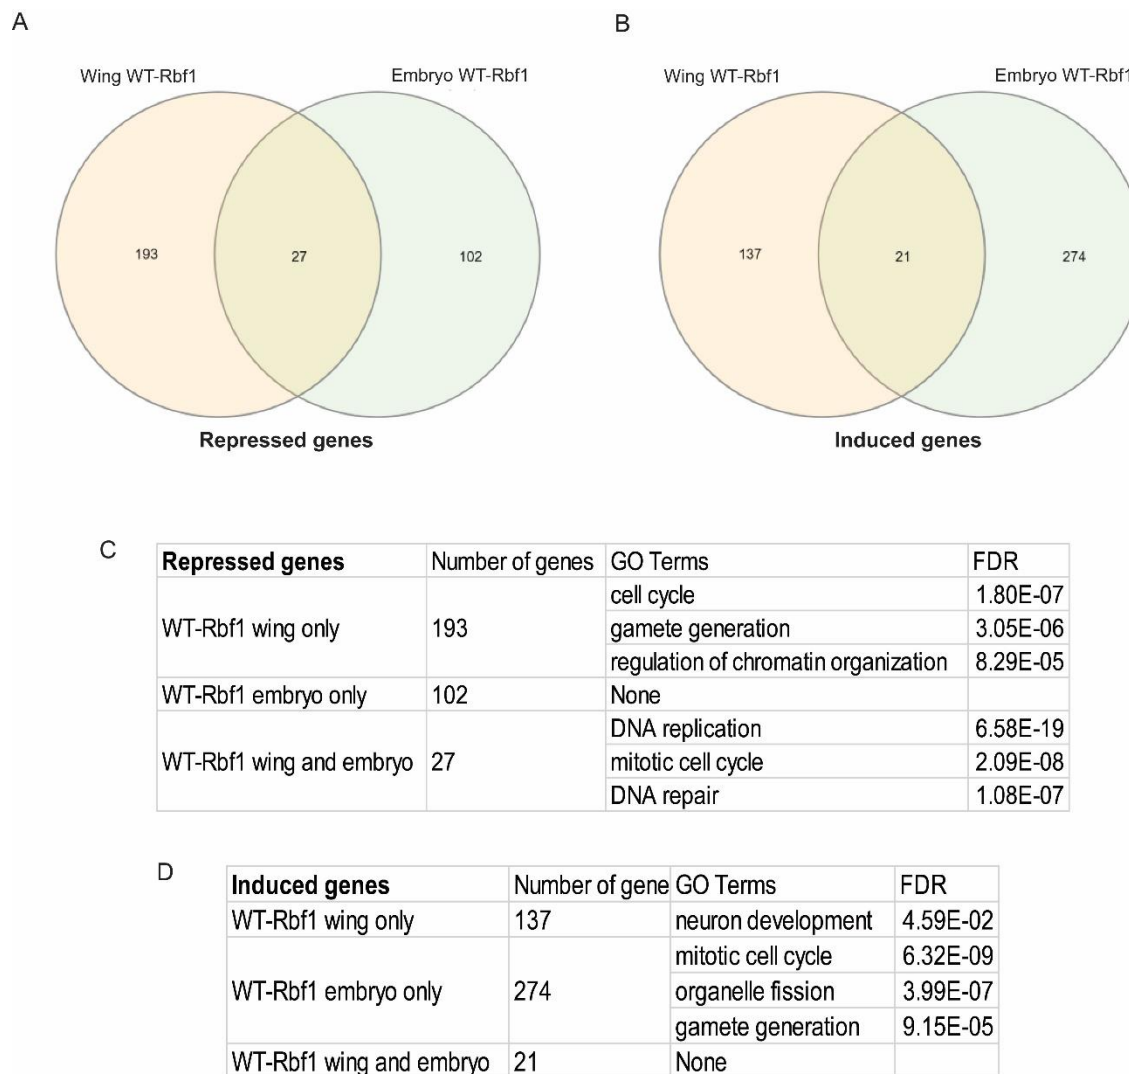 A
B
Wing WT-Rbf1
Embryo WT-Rbf1
Wing WT-Rbf1
Embryo WT-Rbf1
193
27
102
137
21
274
Repressed genes
Induced genes
C
Repressed genes Number of genes GO Terms FDR
cell cycle 1.80E-07
WT-Rbf1 wing only 193 gamete generation 3.05E-06
regulation of chromatin organization 8.29E-05
WT-Rbf1 embryo only 102 None
DNA replication 6.58E-19
WT-Rbf1 wing and embryo 27 mitotic cell cycle 2.09E-08
DNA repair 1.08E-07
D
Induced genes Number of gene GO Terms FDR
WT-Rbf1 wing only 137 neuron development 4.59E-02
mitotic cell cycle 6.32E-09
WT-Rbf1 embryo only 274 organelle fission 3.99E-07
gamete generation 9.15E-05
WT-Rbf1 wing and embryo 21 None